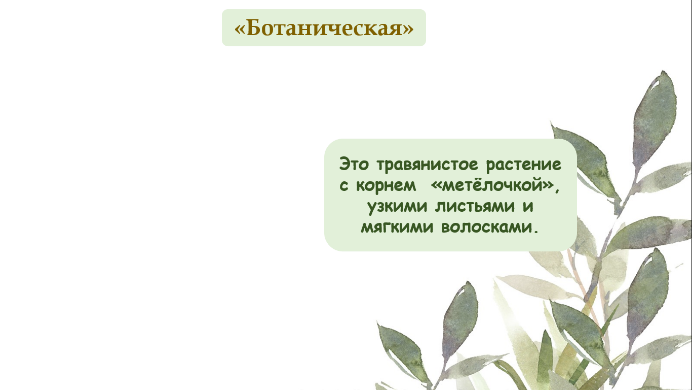 «Ботаническая»
Это травянистое растение
с корнем «метёлочкой»,
узкими листьями и
мягкими волосками.